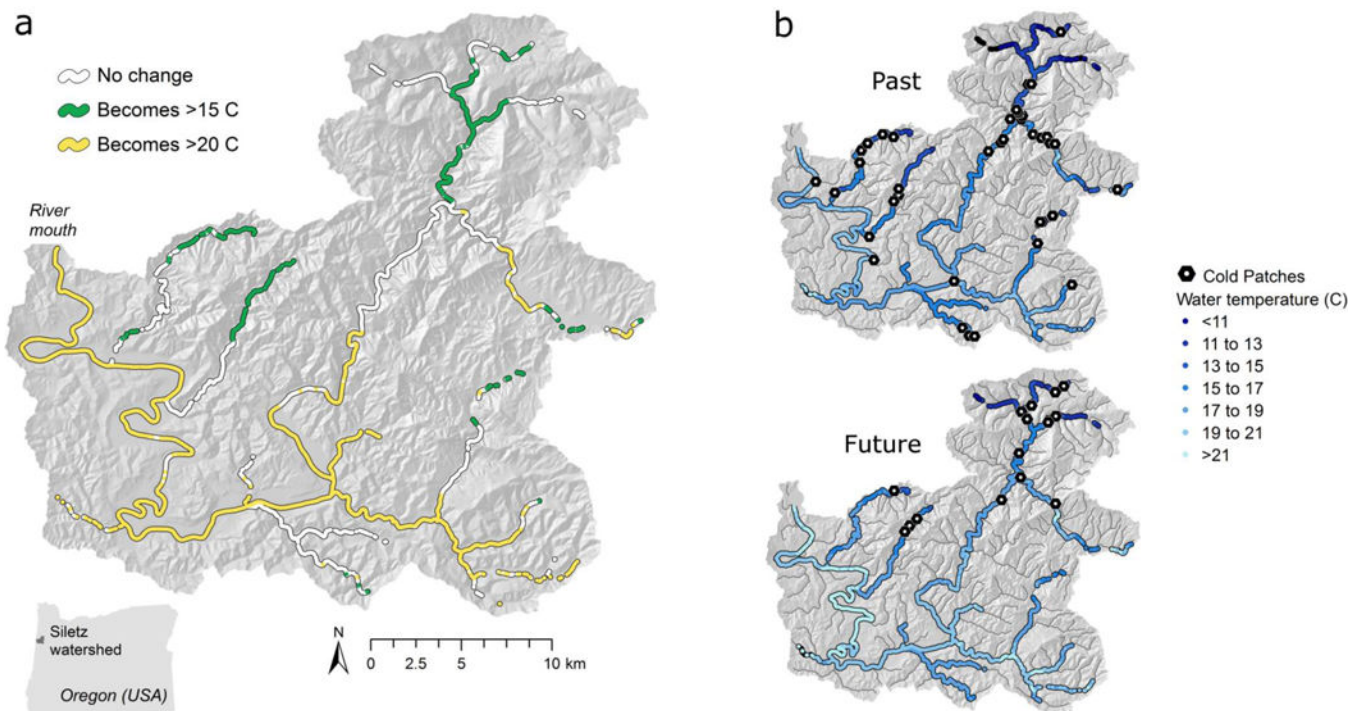 a
No change
Becomes >15 C
Becomes >20 C
River
mouth
Siletz
watershed
Oregon (USA)
N
0 2.5 5 10 km
b
Past
Future
Cold Patches
Water temperature (C)
<11
11 to 13
13 to 15
15 to 17
17 to 19
19 to 21
>21